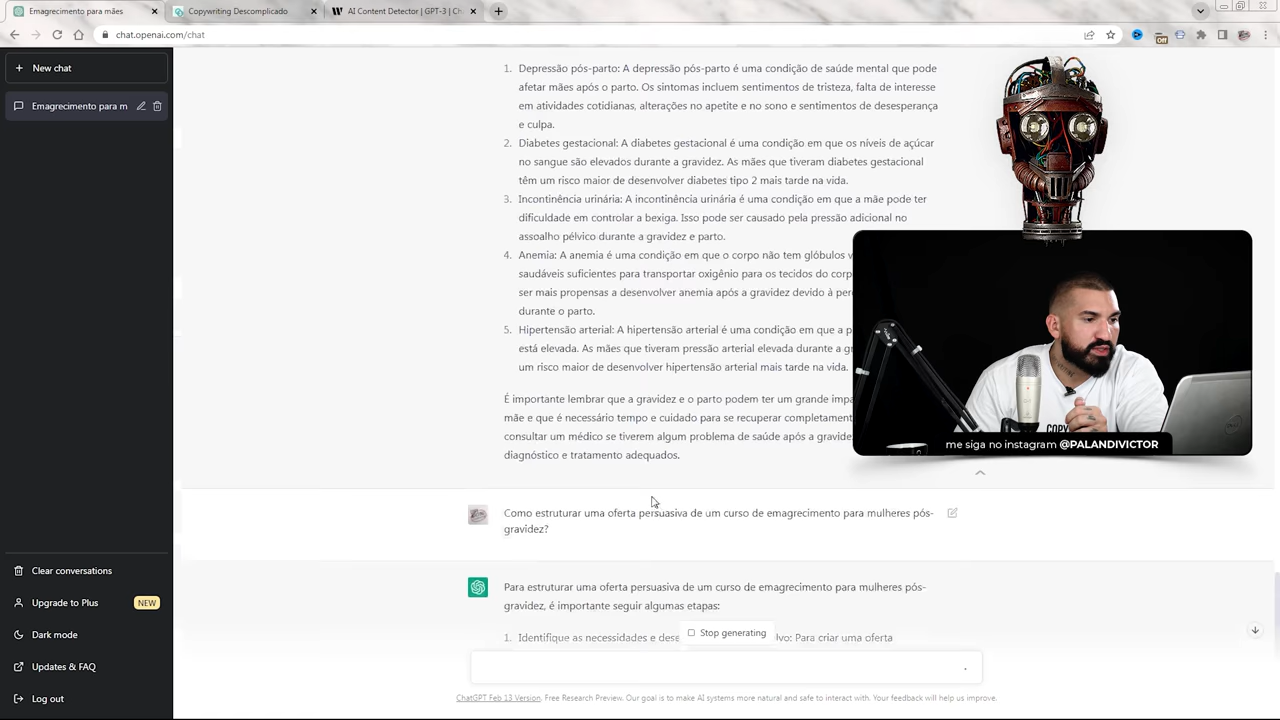 Emagrecimento para mães
Copywriting Descomplicado
AI Content Detector | GPT-3 | Ch
chat.openai.com/chat
Off
New chat
Emagrecimento para m
1. Depressão pós-parto: A depressão pós-parto é uma condição de saúde mental que pode
afetar mães após o parto. Os sintomas incluem sentimentos de tristeza, falta de interesse
em atividades cotidianas, alterações no apetite e no sono e sentimentos de desesperança
e culpa.
2. Diabetes gestacional: A diabetes gestacional é uma condição em que os níveis de açúcar
no sangue são elevados durante a gravidez. As mães que tiveram diabetes gestacional
têm um risco maior de desenvolver diabetes tipo 2 mais tarde na vida.
3. Incontinência urinária: A incontinência urinária é uma condição em que a mãe pode ter
dificuldade em controlar a bexiga. Isso pode ser causado pela pressão adicional no
assoalho pélvico durante a gravidez e parto.
4. Anemia: A anemia é uma condição em que o corpo não tem glóbulos v
saudáveis suficientes para transportar oxigênio para os tecidos do corp
ser mais propensas a desenvolver anemia após a gravidez devido à per
durante o parto.
5. Hipertensão arterial: A hipertensão arterial é uma condição em que a p
está elevada. As mães que tiveram pressão arterial elevada durante a gr
um risco maior de desenvolver hipertensão arterial mais tarde na vida.
É importante lembrar que a gravidez e o parto podem ter um grande impa
mãe e que é necessário tempo e cuidado para se recuperar completament
consultar um médico se tiverem algum problema de saúde após a gravide
diagnóstico e tratamento adequados.
COPY
me siga no instagram @PALANDIVICTOR
Como estruturar uma oferta persuasiva de um curso de emagrecimento para mulheres pós-
gravidez?
Para estruturar uma oferta persuasiva de um curso de emagrecimento para mulheres pós-
gravidez, é importante seguir algumas etapas:
1. Identifique as necessidades e dese
lvo: Para criar uma oferta
Stop generating
Clear conversations
Upgrade to Plus NEW
Dark mode
Updates & FAQ
Log out
ChatGPT Feb 13 Version. Free Research Preview. Our goal is to make AI systems more natural and safe to interact with. Your feedback will help us improve.